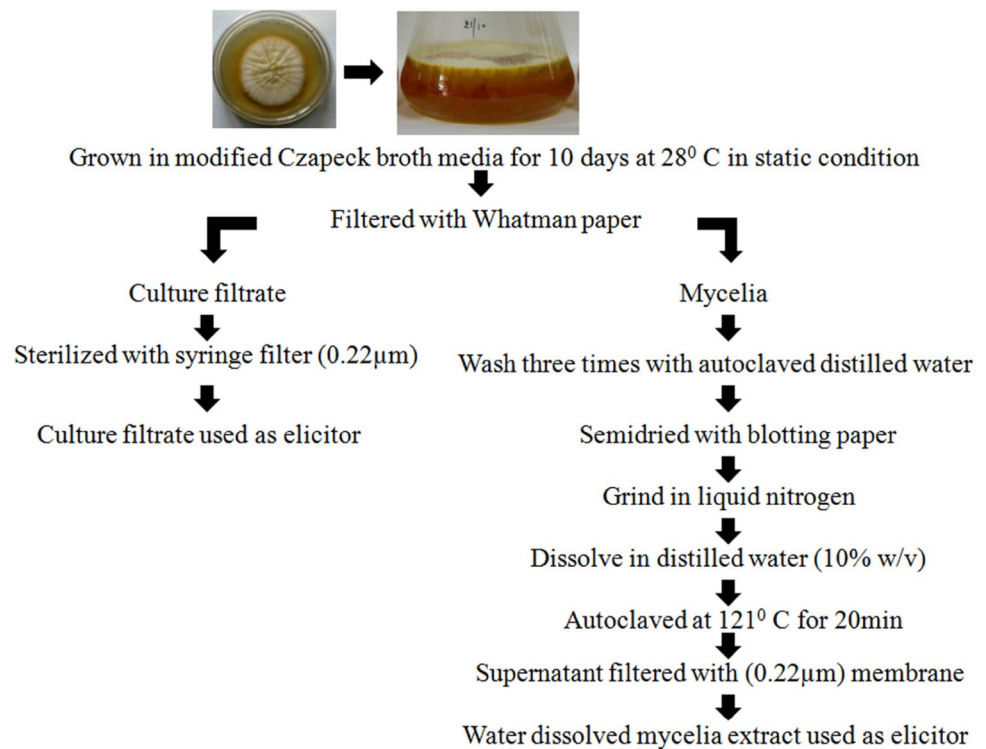 21/10
Grown in modified Czapeck broth media for 10 days at 28⁰ C in static condition
Filtered with Whatman paper
Culture filtrate
Sterilized with syringe filter (0.22µm)
Culture filtrate used as elicitor
Mycelia
Wash three times with autoclaved distilled water
Semidried with blotting paper
Grind in liquid nitrogen
Dissolve in distilled water (10% w/v)
Autoclaved at 121⁰ C for 20min
Supernatant filtered with (0.22µm) membrane
Water dissolved mycelia extract used as elicitor